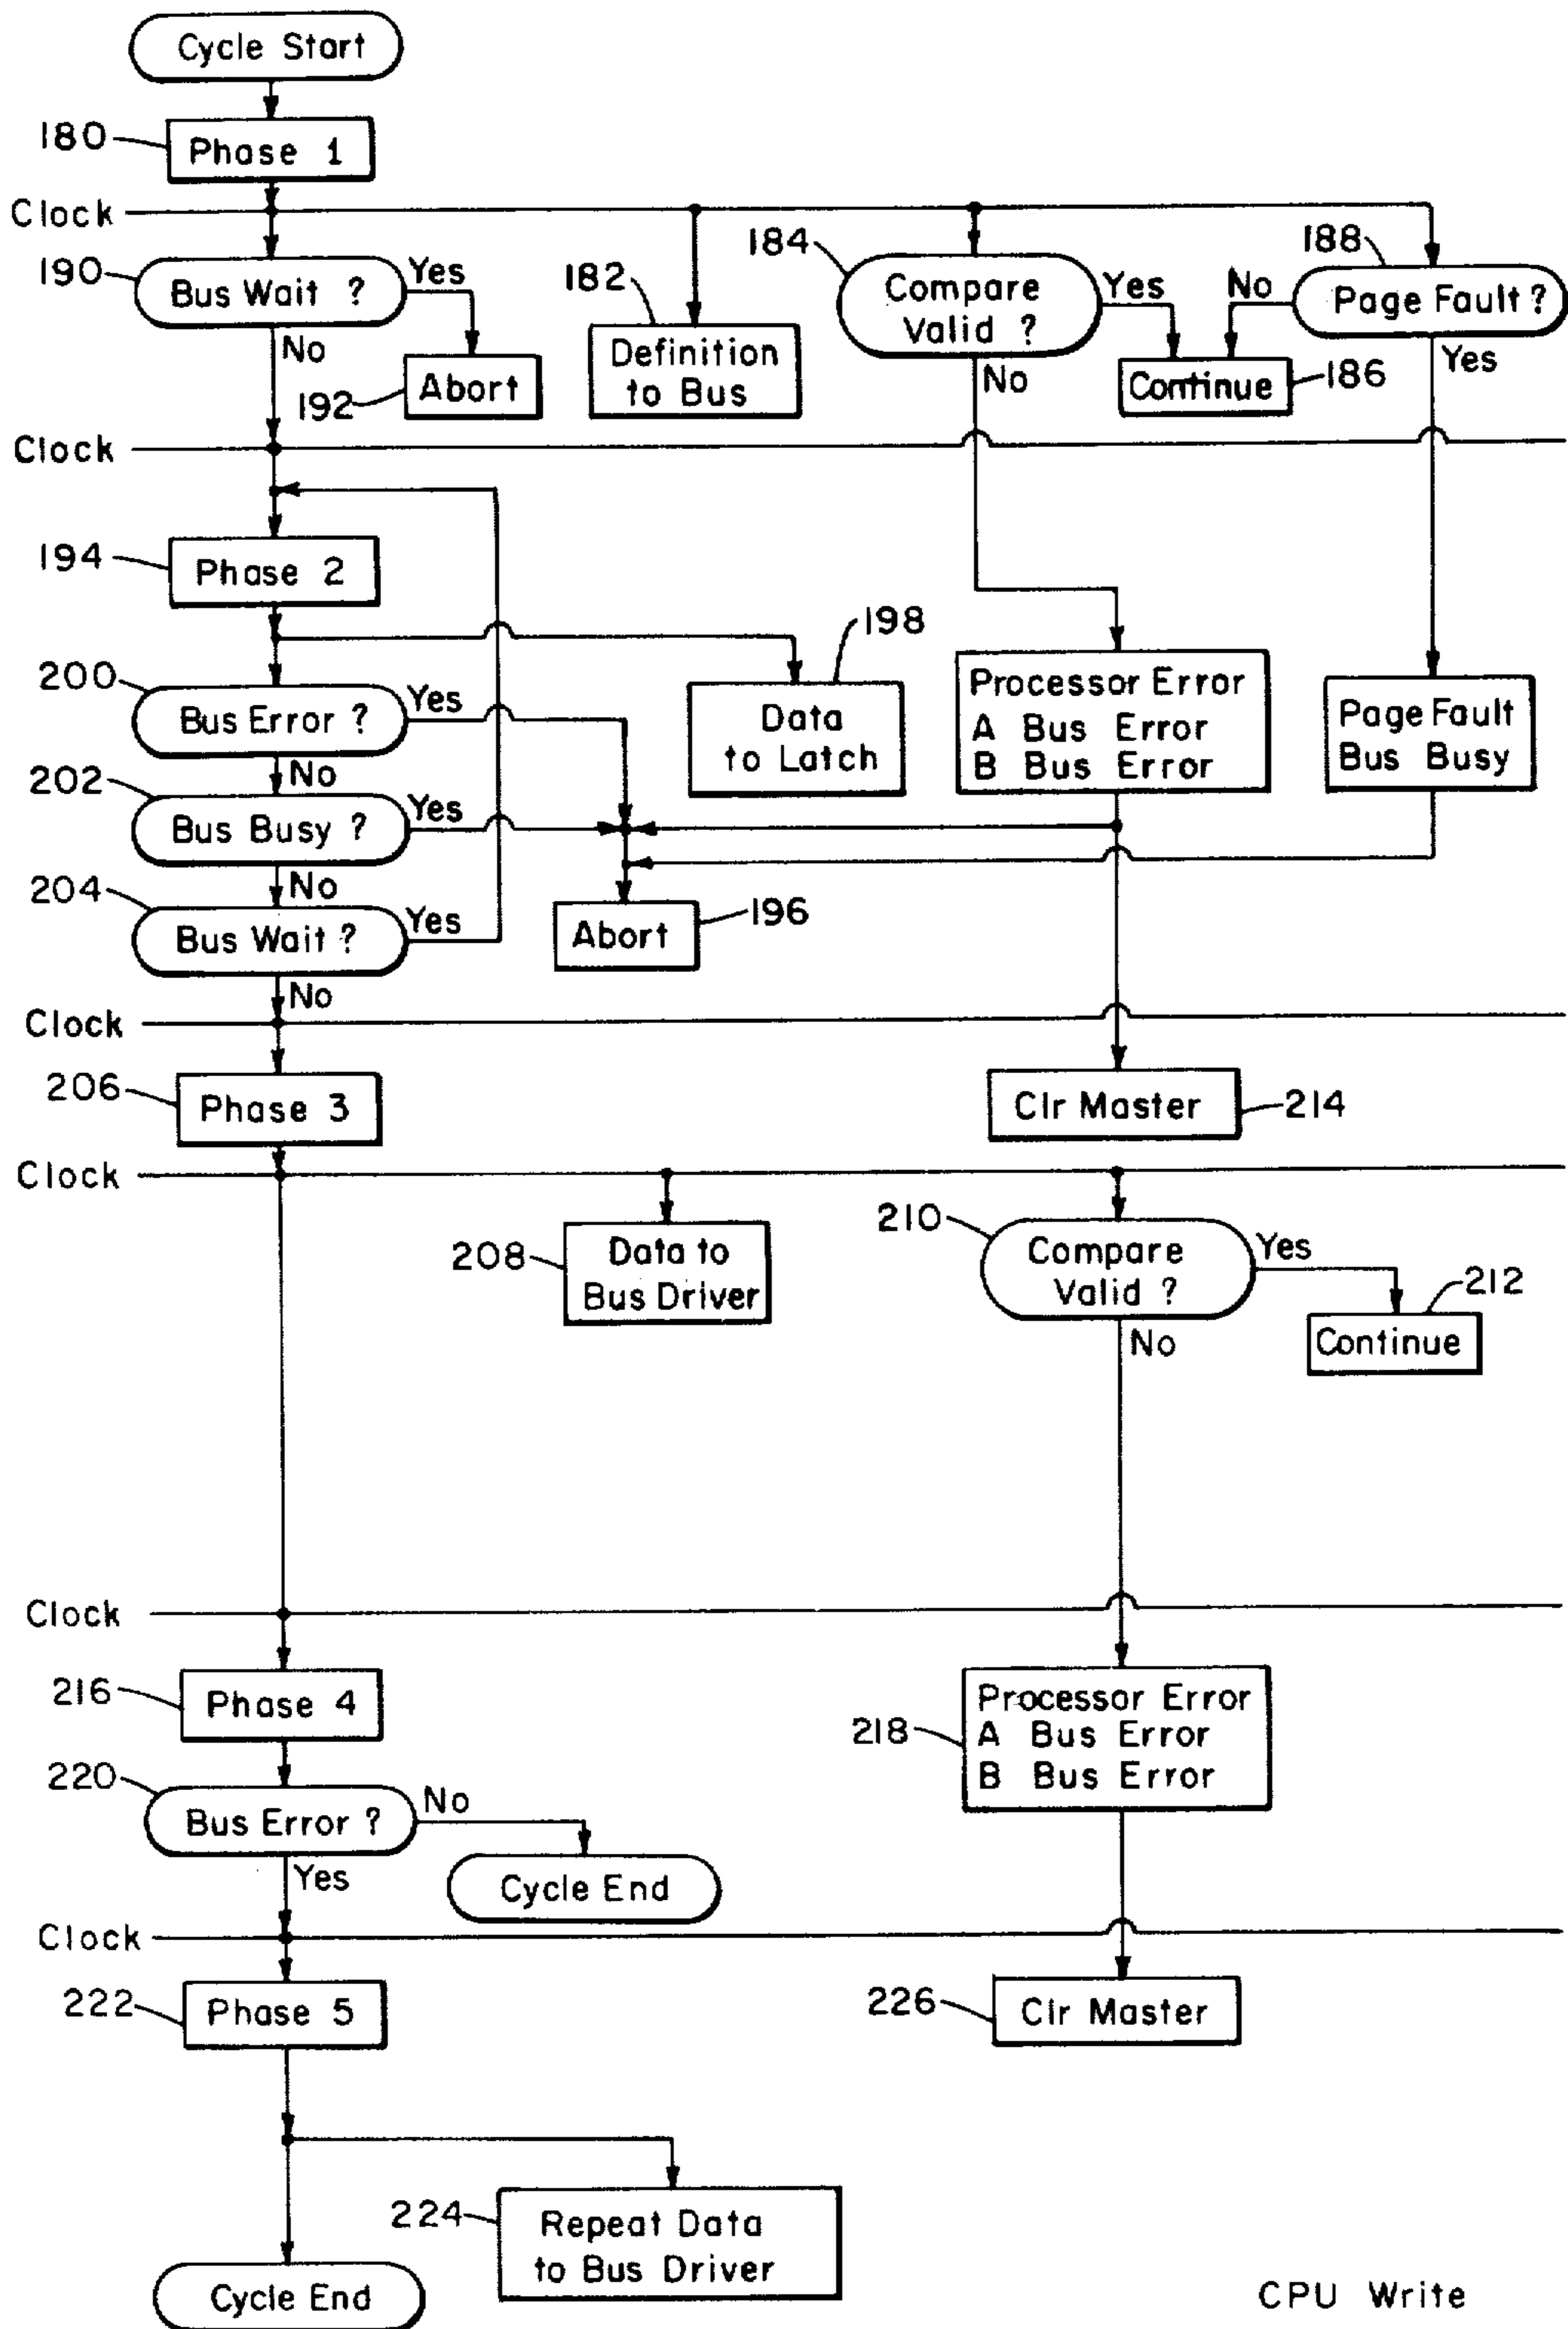 Cycle Start
180
Phase 1
Clock
190
Bus Wait ?
Yes
No
192
Abort
182
Definition
to Bus
184
Compare
Valid ?
Yes
No
188
Page Fault ?
No
Yes
Continue
186
Clock
194
Phase 2
198
Data
to Latch
200
Bus Error ?
Yes
No
202
Bus Busy ?
Yes
No
204
Bus Wait ?
Yes
No
Processor Error
A Bus Error
B Bus Error
Page Fault
Bus Busy
Abort
196
Clock
206
Phase 3
Clr Master
214
Clock
208
Data to
Bus Driver
210
Compare
Valid ?
Yes
No
212
Continue
Clock
216
Phase 4
218
Processor Error
A Bus Error
B Bus Error
220
Bus Error ?
No
Yes
Cycle End
Clock
222
Phase 5
226
Clr Master
224
Repeat Data
to Bus Driver
Cycle End
CPU Write